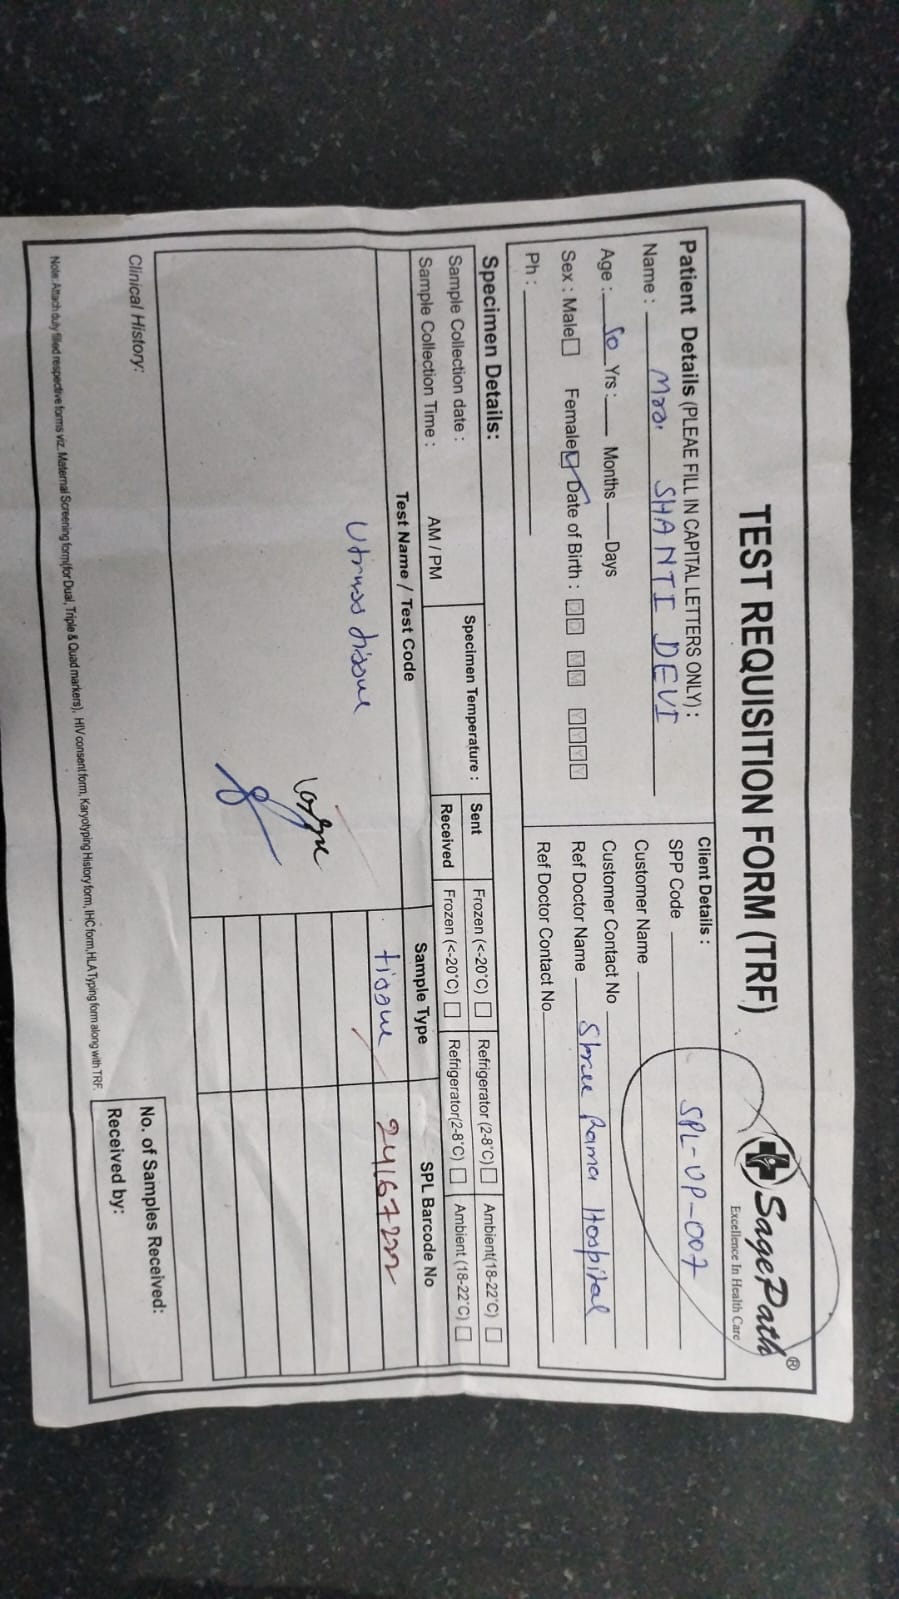 TEST REQUISITION FORM (TRF)
SagePath®
Excellence In Health Care
Patient Details (PLEAE FILL IN CAPITAL LETTERS ONLY) :
Name : Mrs. SHANTI DEVI
Age : 50 Yrs : Months Days
Sex : Male Female Date of Birth : DD MM YYYY
Ph :
Client Details :
SPP Code SPL-UP-007
Customer Name
Customer Contact No
Ref Doctor Name Shree Rama Hospital
Ref Doctor Contact No
Specimen Details:
Sample Collection date :
Sample Collection Time : AM / PM
Specimen Temperature :
Sent Frozen (<-20°C) Refrigerator (2-8°C) Ambient(18-22°C)
Received Frozen (<-20°C) Refrigerator(2-8°C) Ambient (18-22°C)
Test Name / Test Code Sample Type SPL Barcode No
Utruss tissue tissue 24167222
Large
Clinical History:
No. of Samples Received:
Received by:
Note: Attach duly filled respective forms viz. Maternal Screening form(for Dual, Triple & Quad markers), HIV consent form, Karyotyping History form, IHC form,HLA Typing form along with TRF.